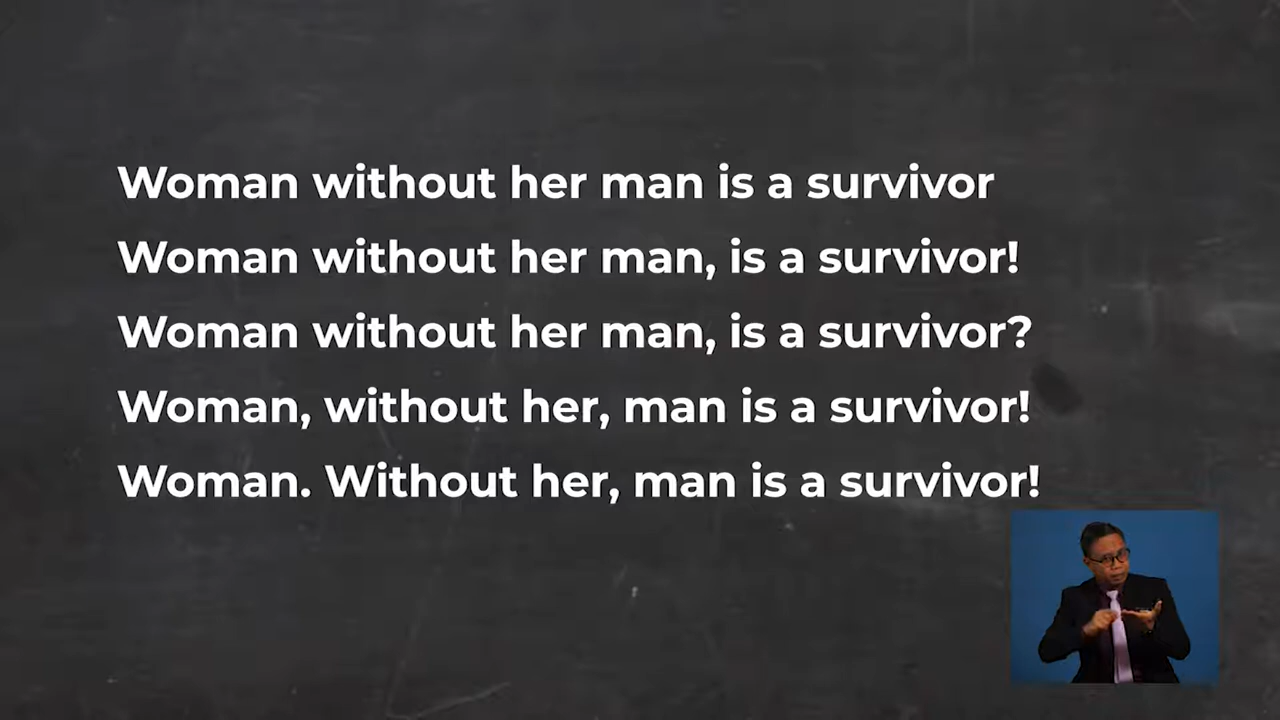 Woman without her man is a survivor
Woman without her man, is a survivor!
Woman without her man, is a survivor?
Woman, without her, man is a survivor!
Woman. Without her, man is a survivor!